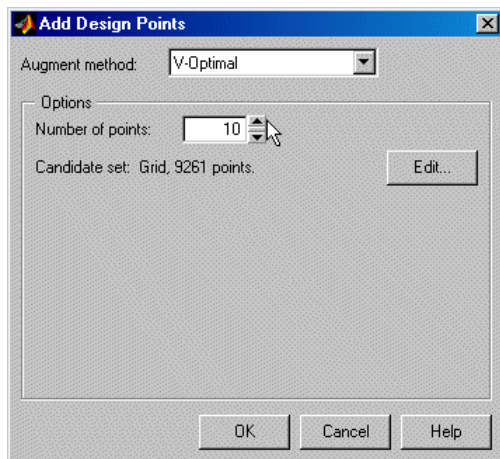 Add Design Points
Augment method: V-Optimal
Options
Number of points: 10
Candidate set: Grid, 9261 points. Edit...
OK Cancel Help